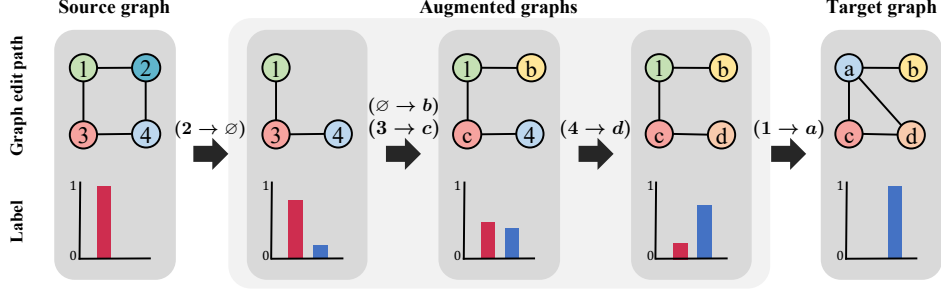 Source graph
Augmented graphs
Target graph
Graph edit path
1 2
3 4
(2 → ∅)
1
3 4
(∅ → b)
(3 → c)
1 b
c 4
(4 → d)
1 b
c d
(1 → a)
a b
c d
Label
1
0
1
0
1
0
1
0
1
0